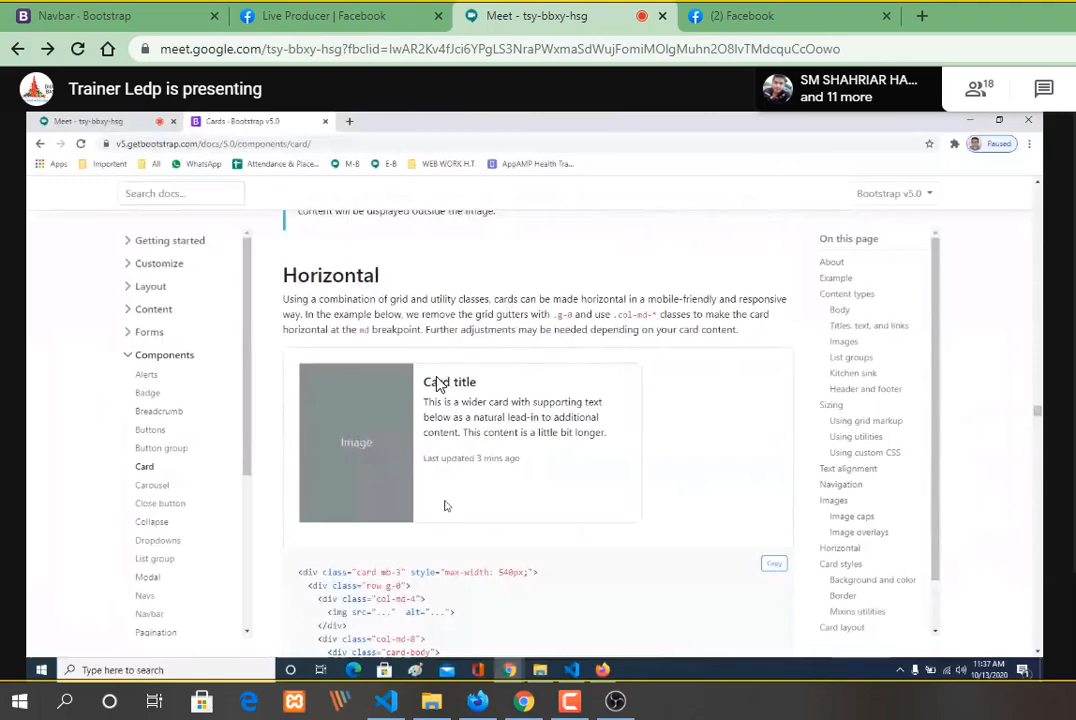 Navbar · Bootstrap
Live Producer | Facebook
Meet - tsy-bbxy-hsg
(2) Facebook
meet.google.com/tsy-bbxy-hsg?fbclid=IwAR2Kv4fJci6YPgLS3NraPWxmaSdWujFomiMOlgMuhn2O8IvTMdcquCcOowo
Trainer Ledp is presenting
SM SHAHRIAR HA...
and 11 more
18
Meet - tsy-bbxy-hsg
Cards · Bootstrap v5.0
v5.getbootstrap.com/docs/5.0/components/card/
Paused
Apps
Importent
All
WhatsApp
Attendance & Place...
M-B
E-B
WEB WORK H.T.
AppAMP Health Tra...
Search docs...
Bootstrap v5.0
content will be displayed outside the image.
Getting started
Customize
Layout
Content
Forms
Components
Alerts
Badge
Breadcrumb
Buttons
Button group
Card
Carousel
Close button
Collapse
Dropdowns
List group
Modal
Navs
Navbar
Pagination
Horizontal
Using a combination of grid and utility classes, cards can be made horizontal in a mobile-friendly and responsive
way. In the example below, we remove the grid gutters with .g-0 and use .col-md-* classes to make the card
horizontal at the md breakpoint. Further adjustments may be needed depending on your card content.
Image
Card title
This is a wider card with supporting text
below as a natural lead-in to additional
content. This content is a little bit longer.
Last updated 3 mins ago
Copy
<div class="card mb-3" style="max-width: 540px;">
<div class="row g-0">
<div class="col-md-4">
<img src="..." alt="...">
</div>
<div class="col-md-8">
<div class="card-body">
On this page
About
Example
Content types
Body
Titles, text, and links
Images
List groups
Kitchen sink
Header and footer
Sizing
Using grid markup
Using utilities
Using custom CSS
Text alignment
Navigation
Images
Image caps
Image overlays
Horizontal
Card styles
Background and color
Border
Mixins utilities
Card layout
Type here to search
11:37 AM
10/13/2020